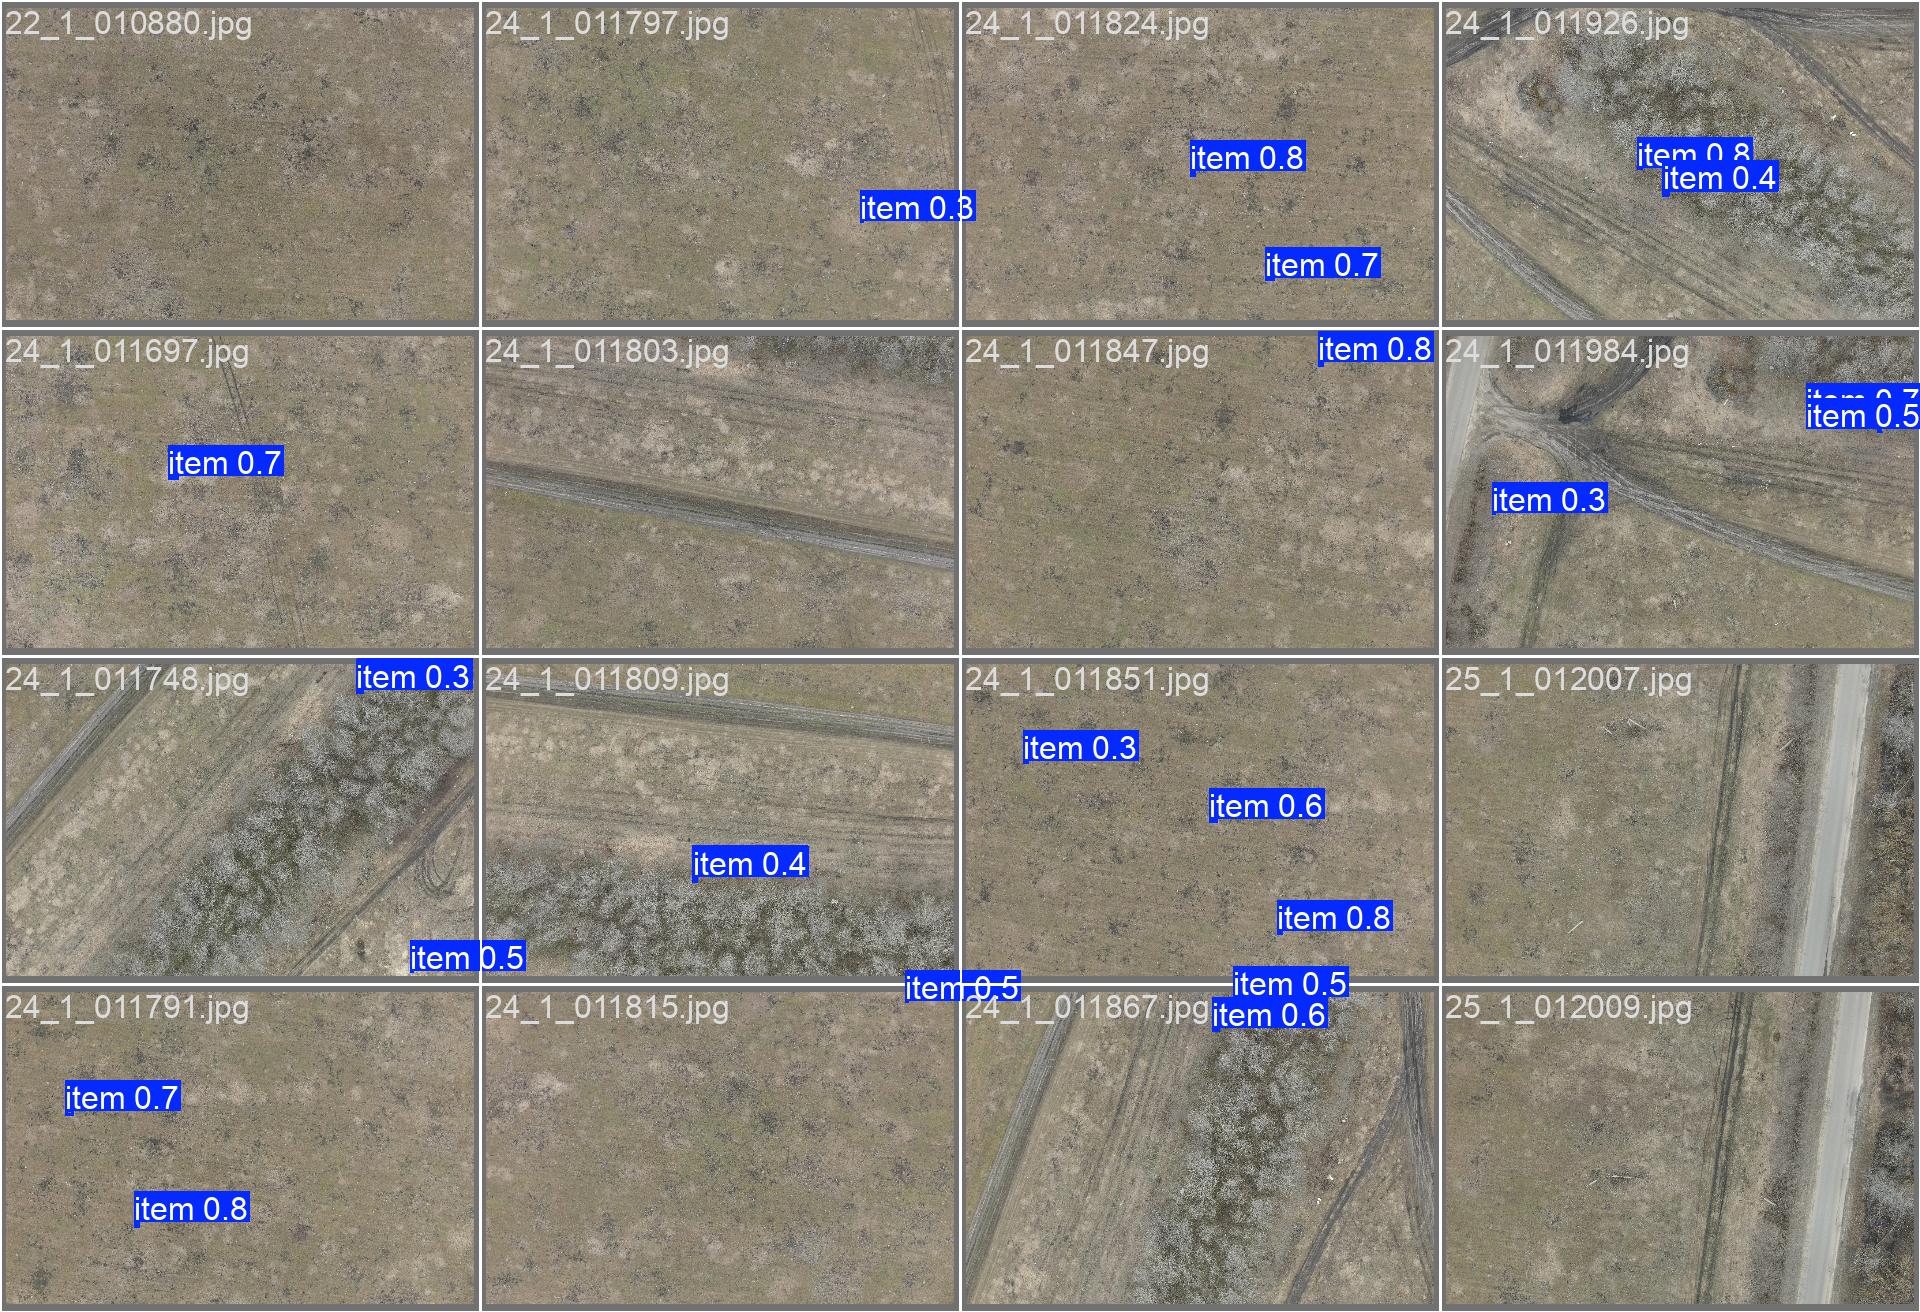 22_1_010880.jpg
24_1_011797.jpg
24_1_011824.jpg
24_1_011926.jpg
item 0.8
item 0.8
item 0.4
item 0.3
item 0.7
24_1_011697.jpg
24_1_011803.jpg
24_1_011847.jpg
item 0.8
24_1_011984.jpg
item 0.7
item 0.5
item 0.7
item 0.3
24_1_011748.jpg
item 0.3
24_1_011809.jpg
24_1_011851.jpg
25_1_012007.jpg
item 0.3
item 0.6
item 0.4
item 0.8
item 0.5
item 0.5
item 0.5
24_1_011791.jpg
24_1_011815.jpg
24_1_011867.jpg
item 0.6
25_1_012009.jpg
item 0.7
item 0.8